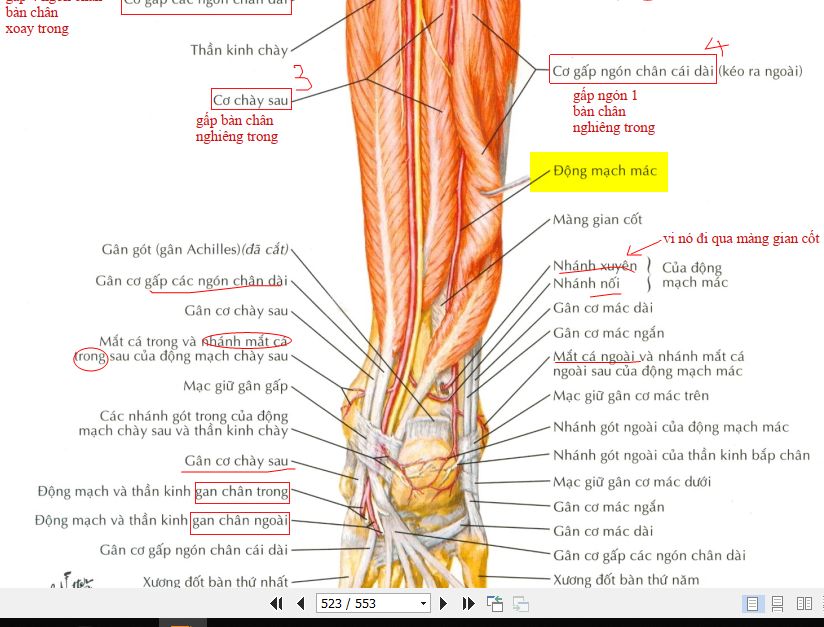 bàn chân
xoay trong
Cơ gấp các ngón chân dài
Thần kinh chày
3
Cơ chày sau
gấp bàn chân
nghiêng trong
4
Cơ gấp ngón chân cái dài (kéo ra ngoài)
gấp ngón 1
bàn chân
nghiêng trong
Động mạch mác
Màng gian cốt
vì nó đi qua màng gian cốt
Nhánh xuyên
Nhánh nối
Của động
mạch mác
Gân cơ mác dài
Gân cơ mác ngắn
Mắt cá ngoài và nhánh mắt cá
ngoài sau của động mạch mác
Mạc giữ gân cơ mác trên
Nhánh gót ngoài của động mạch mác
Nhánh gót ngoài của thần kinh bắp chân
Mạc giữ gân cơ mác dưới
Gân cơ mác ngắn
Gân cơ mác dài
Gân cơ gấp các ngón chân dài
Xương đốt bàn thứ năm
Gân gót (gân Achilles)(đã cắt)
Gân cơ gấp các ngón chân dài
Gân cơ chày sau
Mắt cá trong và nhánh mắt cá
trong sau của động mạch chày sau
Mạc giữ gân gấp
Các nhánh gót trong của động
mạch chày sau và thần kinh chày
Gân cơ chày sau
Động mạch và thần kinh gan chân trong
Động mạch và thần kinh gan chân ngoài
Gân cơ gấp ngón chân cái dài
Xương đốt bàn thứ nhất
523 / 553